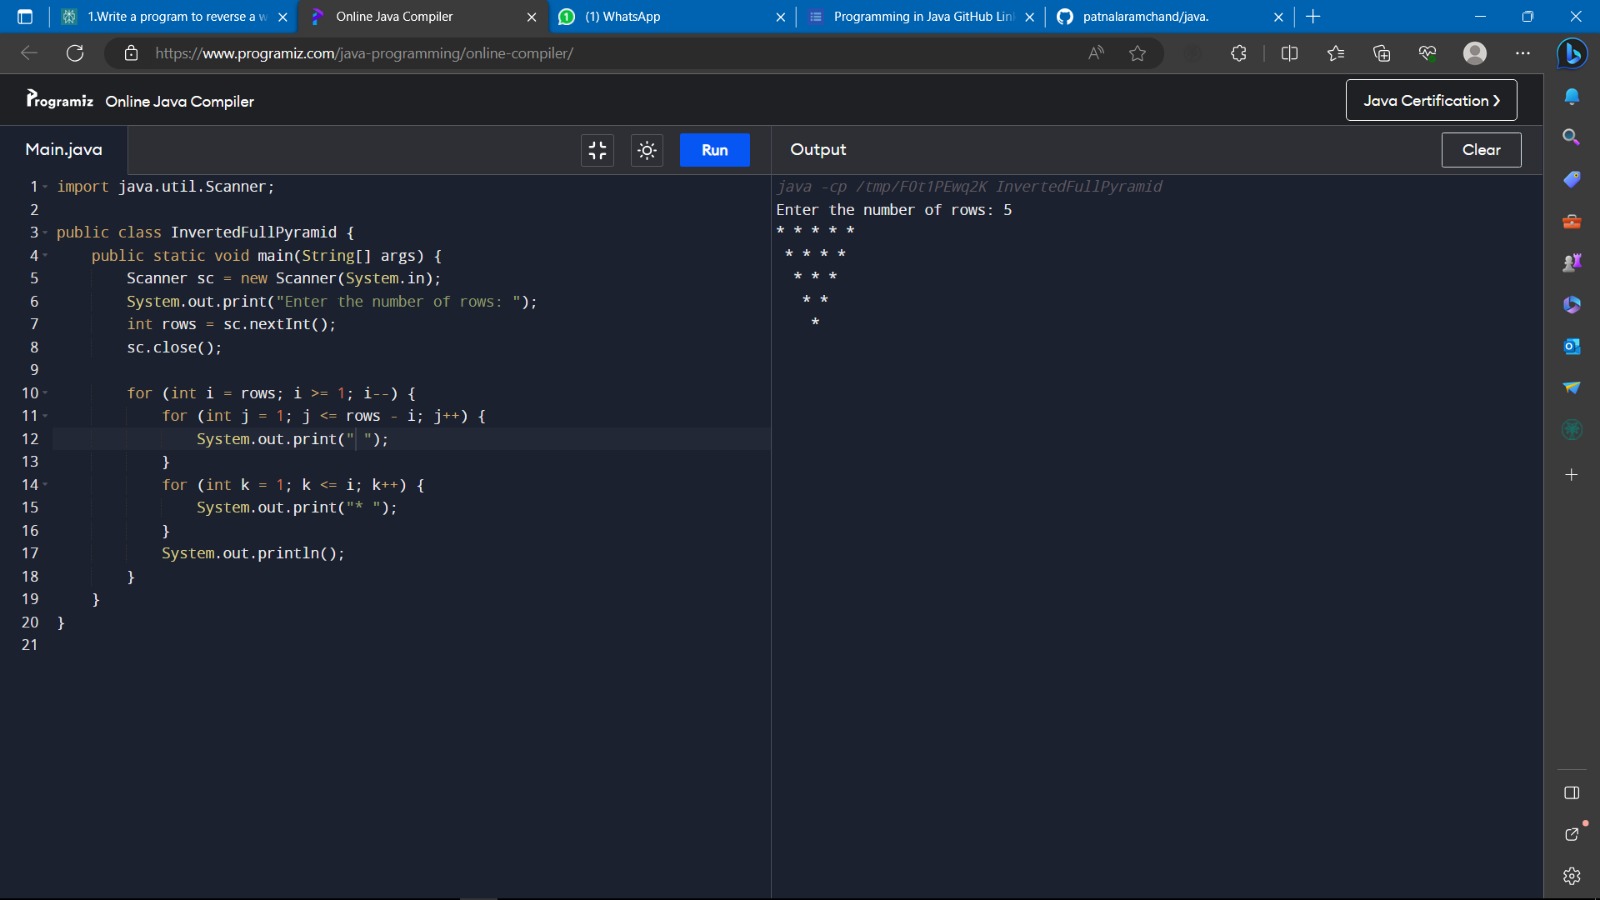 1.Write a program to reverse a w
Online Java Compiler
(1) WhatsApp
Programming in Java GitHub Lin
patnalaramchand/java.
https://www.programiz.com/java-programming/online-compiler/
Programiz Online Java Compiler
Java Certification >
Main.java
Run
Output
Clear
1 import java.util.Scanner;
2
3 public class InvertedFullPyramid {
4     public static void main(String[] args) {
5         Scanner sc = new Scanner(System.in);
6         System.out.print("Enter the number of rows: ");
7         int rows = sc.nextInt();
8         sc.close();
9
10         for (int i = rows; i >= 1; i--) {
11             for (int j = 1; j <= rows - i; j++) {
12                 System.out.print(" ");
13             }
14             for (int k = 1; k <= i; k++) {
15                 System.out.print("* ");
16             }
17             System.out.println();
18         }
19     }
20 }
21
java -cp /tmp/FOt1PEwq2K InvertedFullPyramid
Enter the number of rows: 5
* * * * *
 * * * *
  * * *
   * *
    *